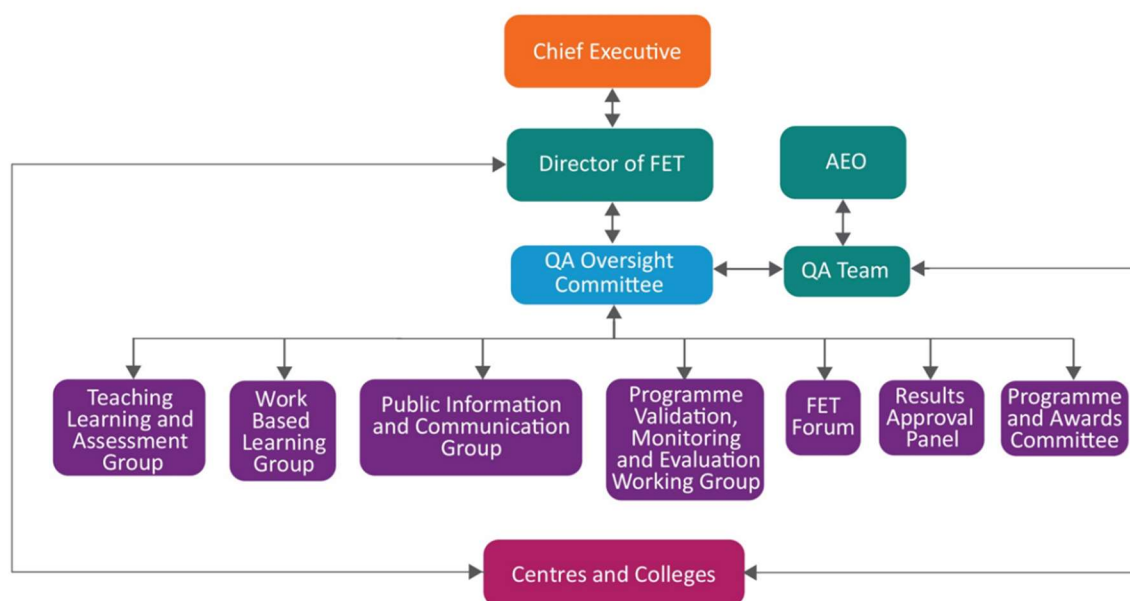 Chief Executive
Director of FET
AEO
QA Oversight
Committee
QA Team
Teaching
Learning and
Assessment
Group
Work
Based
Learning
Group
Public Information
and Communication
Group
Programme
Validation,
Monitoring
and Evaluation
Working Group
FET
Forum
Results
Approval
Panel
Programme
and Awards
Committee
Centres and Colleges